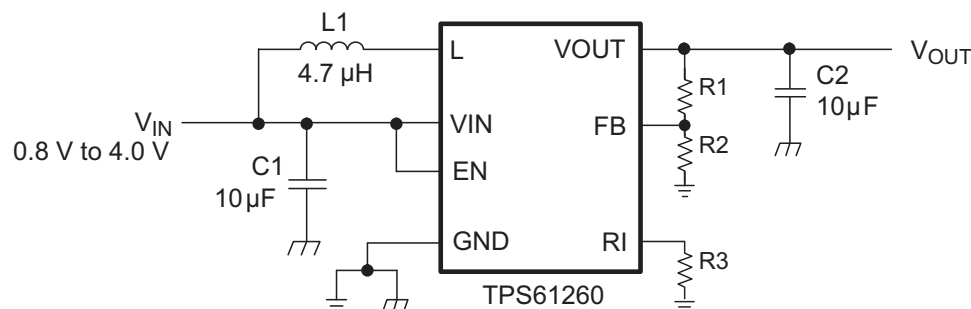 L1
4.7 µH
L
VOUT
VOUT
R1
C2
10µF
VIN
0.8 V to 4.0 V
VIN
FB
R2
C1
10µF
EN
GND
RI
R3
TPS61260